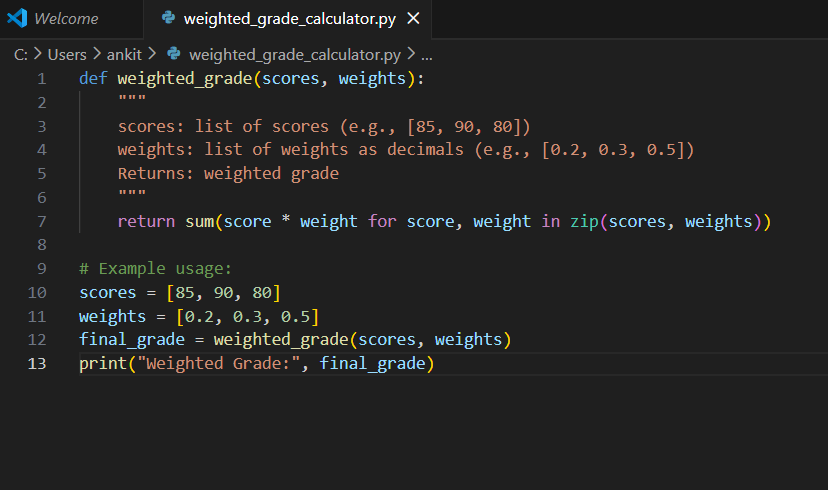 Welcome
weighted_grade_calculator.py
C: > Users > ankit > weighted_grade_calculator.py > ...
1 def weighted_grade(scores, weights):
2     """
3     scores: list of scores (e.g., [85, 90, 80])
4     weights: list of weights as decimals (e.g., [0.2, 0.3, 0.5])
5     Returns: weighted grade
6     """
7     return sum(score * weight for score, weight in zip(scores, weights))
8
9 # Example usage:
10 scores = [85, 90, 80]
11 weights = [0.2, 0.3, 0.5]
12 final_grade = weighted_grade(scores, weights)
13 print("Weighted Grade:", final_grade)